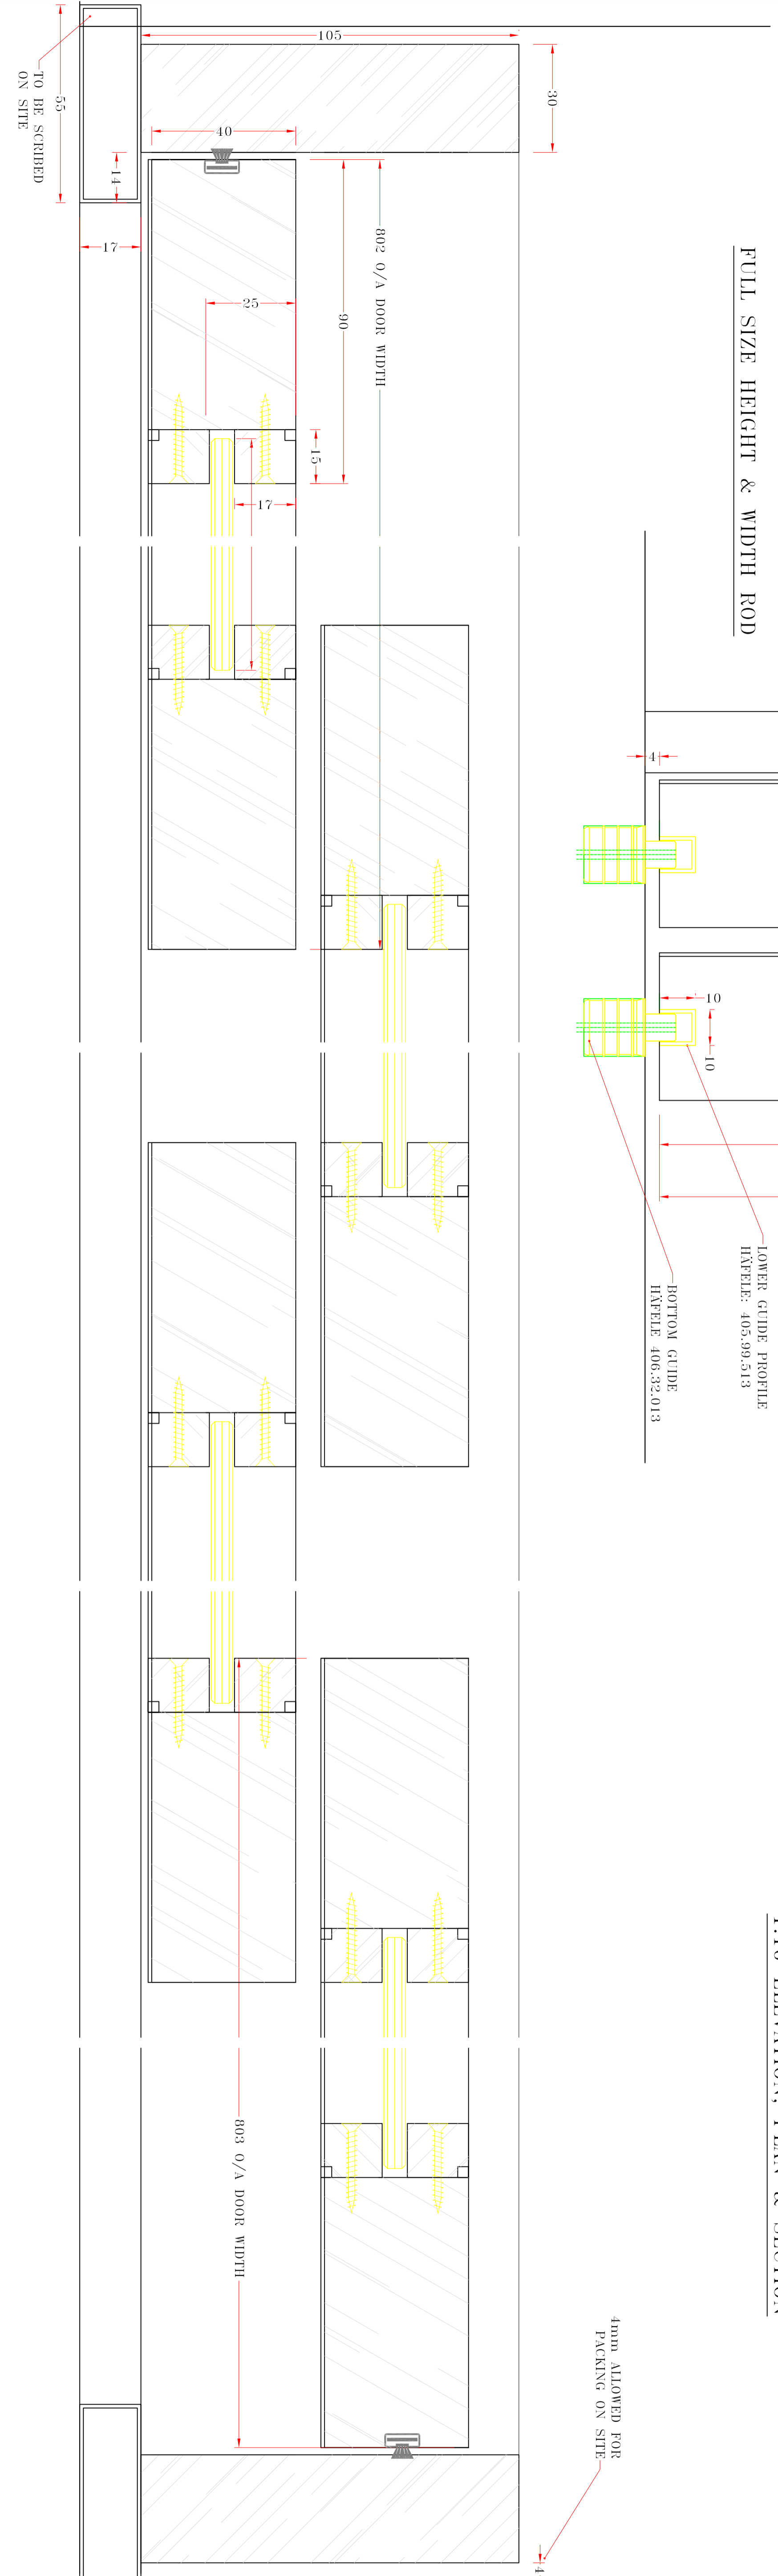 FULL SIZE HEIGHT & WIDTH ROD
105
30
55
TO BE SCRIBED
ON SITE
40
14
17
25
90
802 O/A DOOR WIDTH
15
17
4
10
10
LOWER GUIDE PROFILE
HÄFELE: 405.99.513
BOTTOM GUIDE
HÄFELE 406.32.013
& SECTION
803 O/A DOOR WIDTH
4mm ALLOWED FOR
PACKING ON SITE
4